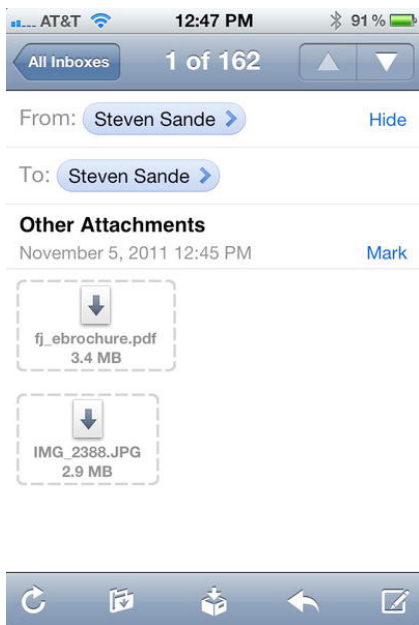 AT&T 12:47 PM 91%
All Inboxes 1 of 162
From: Steven Sande Hide
To: Steven Sande
Other Attachments
November 5, 2011 12:45 PM Mark
fj_ebrochure.pdf
3.4 MB
IMG_2388.JPG
2.9 MB